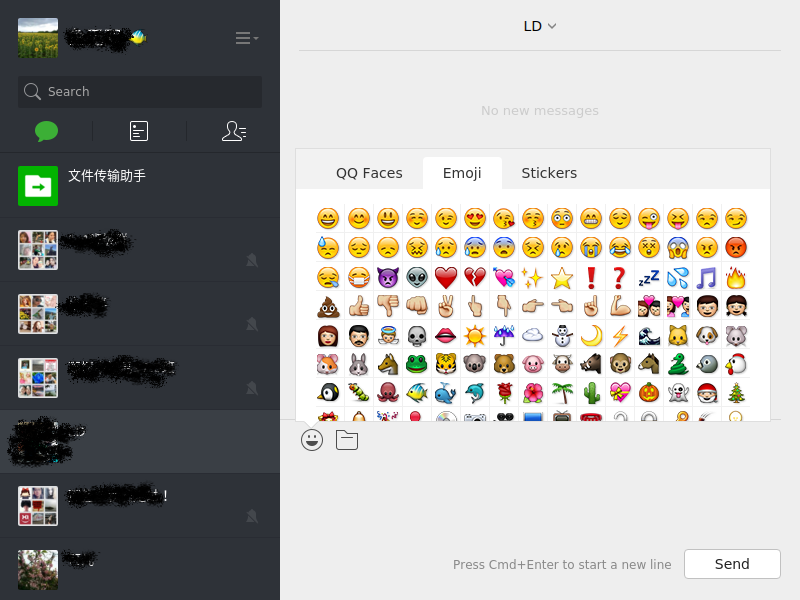 LD
Search
No new messages
文件传输助手
QQ Faces
Emoji
Stickers
Press Cmd+Enter to start a new line
Send